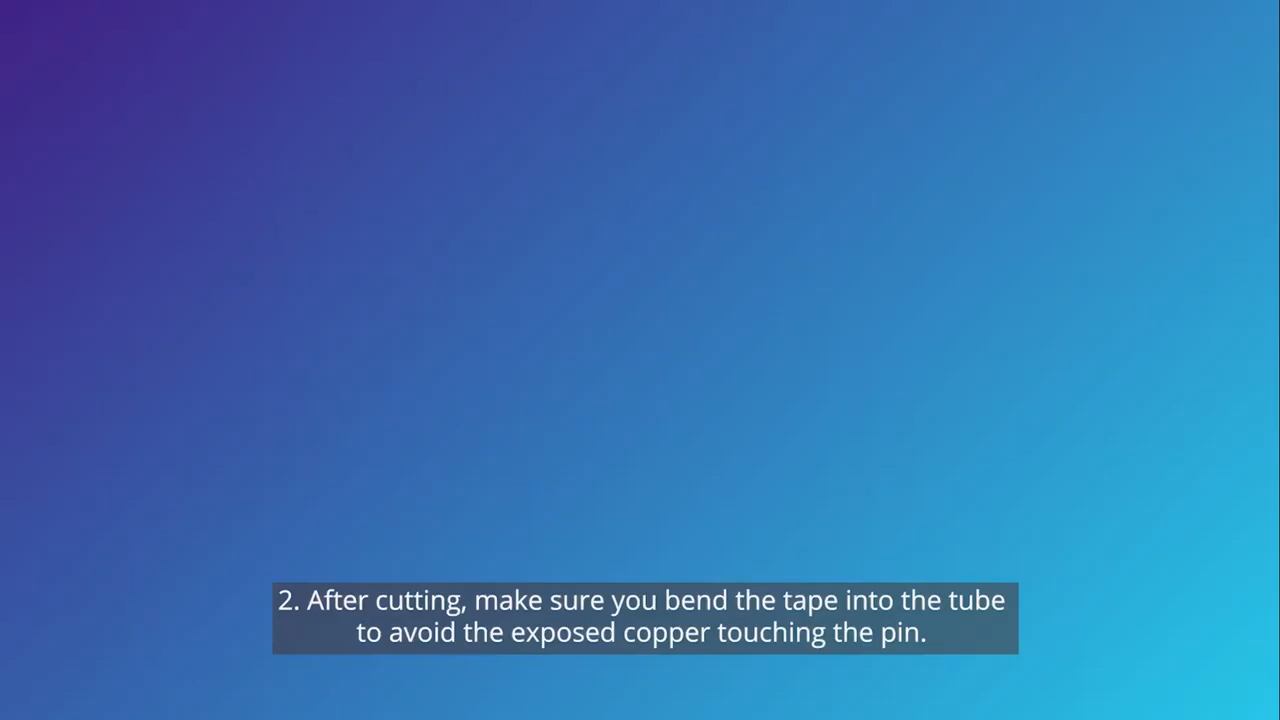 2. After cutting, make sure you bend the tape into the tube
to avoid the exposed copper touching the pin.